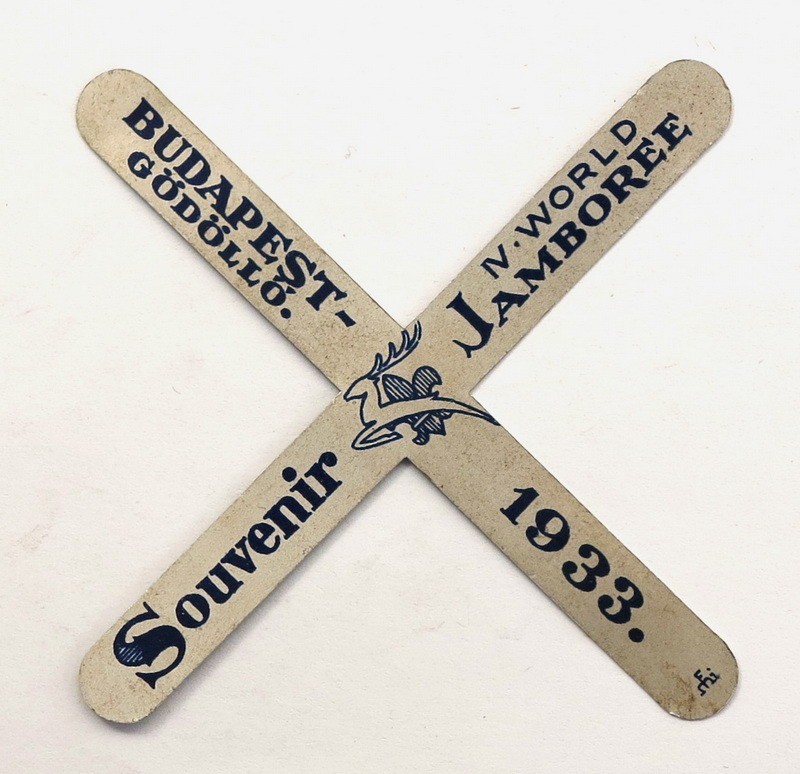 BUDAPEST-
GÖDÖLLŐ.
IV. WORLD
JAMBOREE
Souvenir
1933.